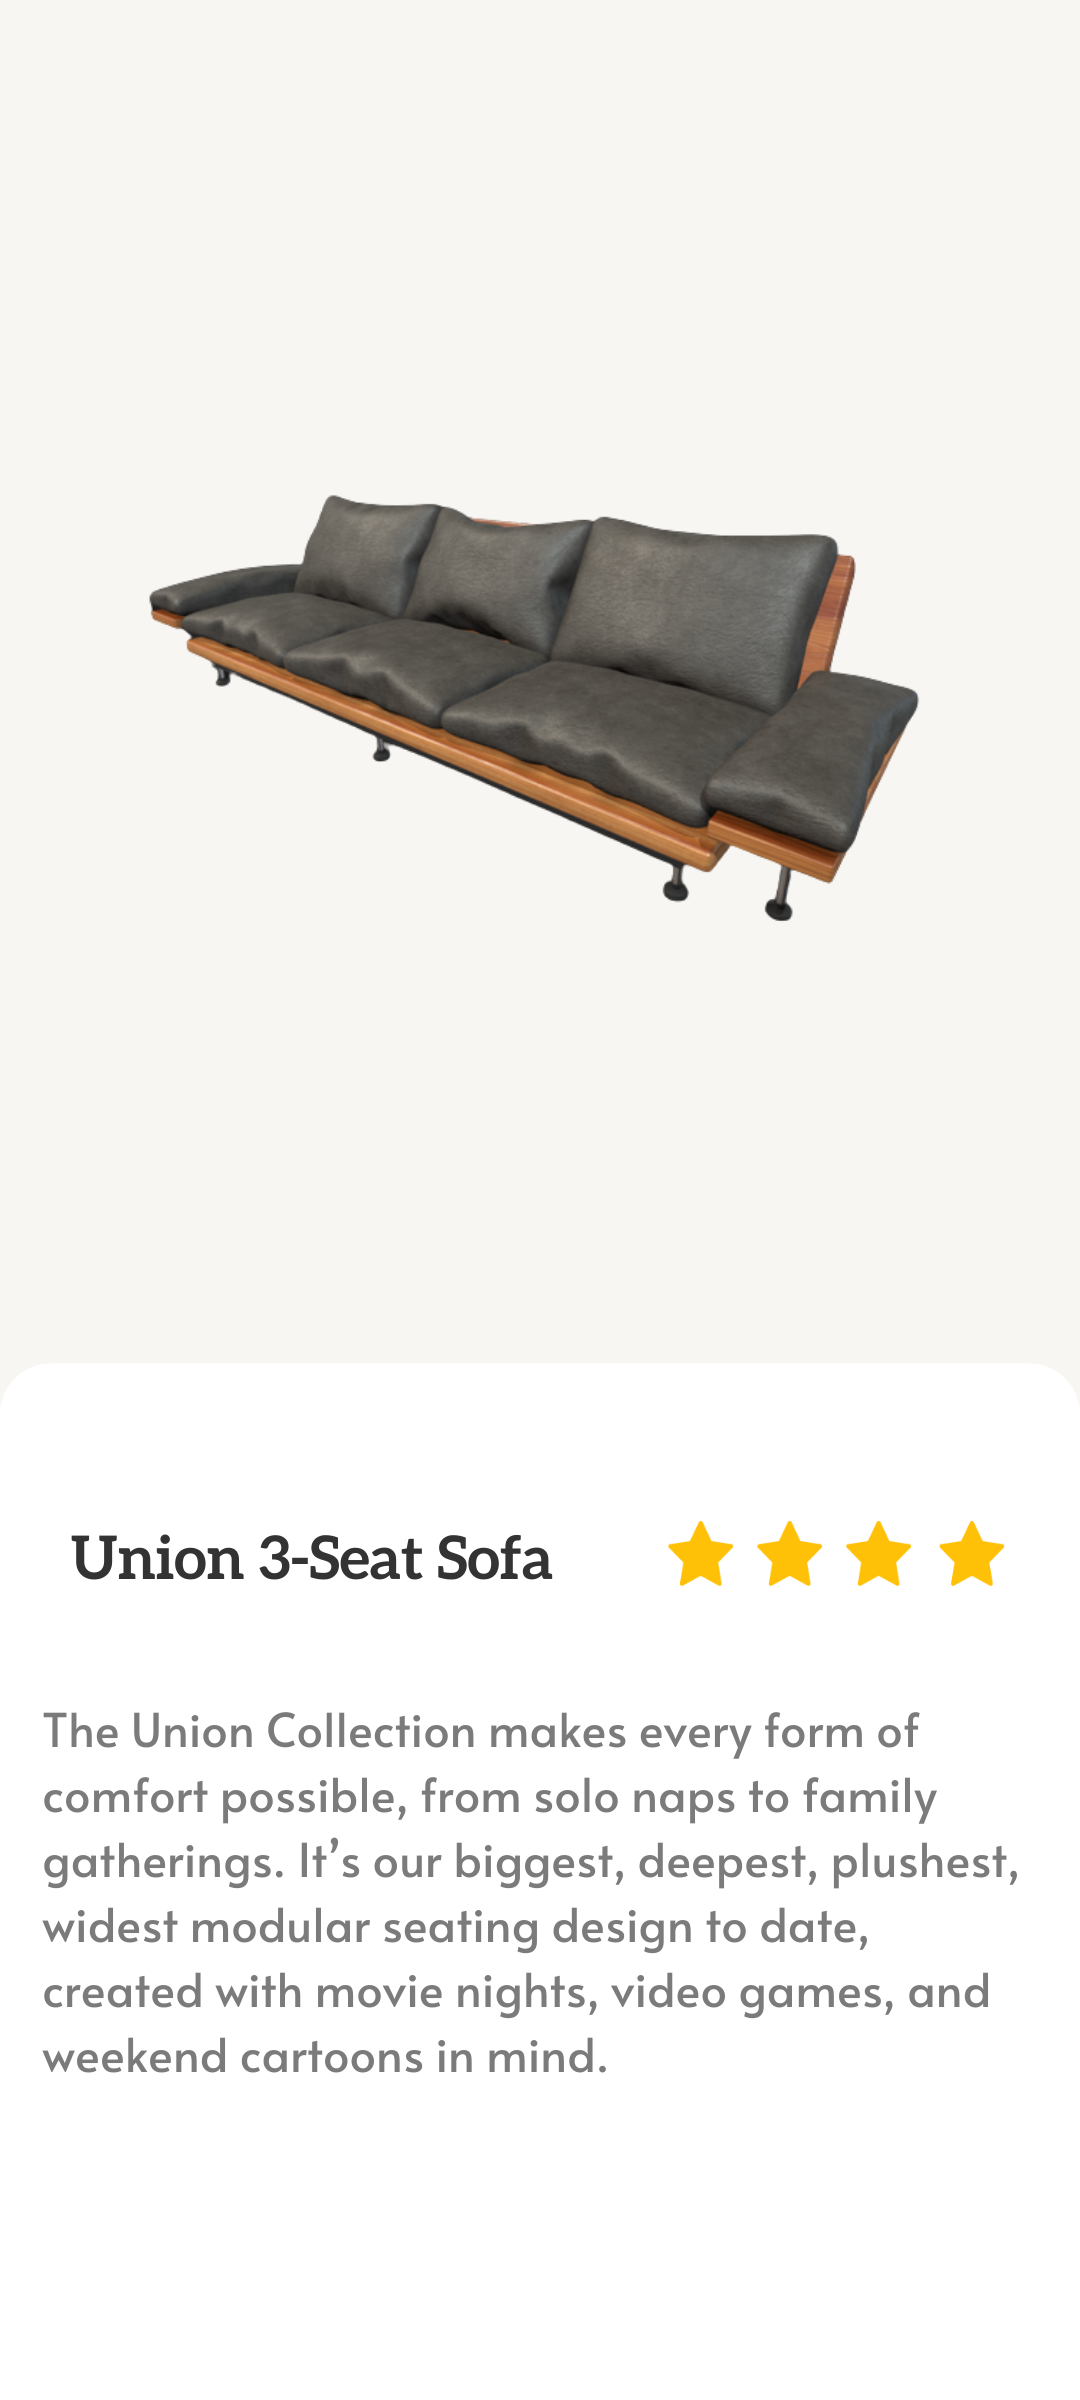 Union 3-Seat Sofa
The Union Collection makes every form of
comfort possible, from solo naps to family
gatherings. It’s our biggest, deepest, plushest,
widest modular seating design to date,
created with movie nights, video games, and
weekend cartoons in mind.